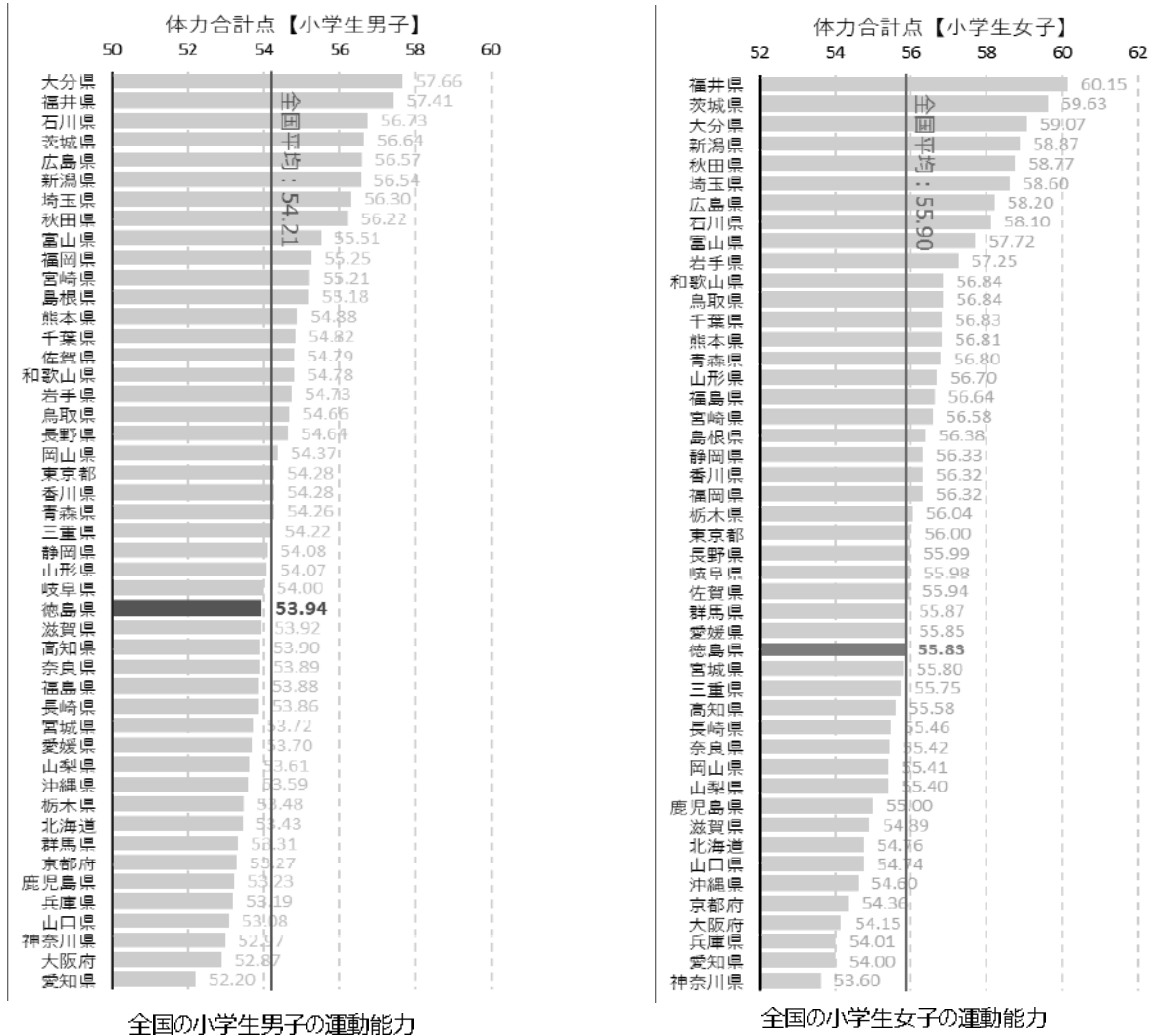 体力合計点【小学生男子】
50 52 54 56 58 60
全国平均：54.21
大分県 57.66
福井県 57.41
石川県 56.73
茨城県 56.64
広島県 56.57
新潟県 56.54
埼玉県 56.30
秋田県 56.22
富山県 55.51
福岡県 55.25
宮崎県 55.21
島根県 55.18
熊本県 54.88
千葉県 54.82
佐賀県 54.79
和歌山県 54.78
岩手県 54.73
鳥取県 54.66
長野県 54.64
岡山県 54.37
東京都 54.28
香川県 54.28
青森県 54.26
三重県 54.22
静岡県 54.08
山形県 54.07
岐阜県 54.00
徳島県 53.94
滋賀県 53.92
高知県 53.90
奈良県 53.89
福島県 53.88
長崎県 53.86
宮城県 53.72
愛媛県 53.70
山梨県 53.61
沖縄県 53.59
栃木県 53.48
北海道 53.43
群馬県 53.31
京都府 53.27
鹿児島県 53.23
兵庫県 53.19
山口県 53.08
神奈川県 52.97
大阪府 52.87
愛知県 52.20
全国の小学生男子の運動能力
体力合計点【小学生女子】
52 54 56 58 60 62
全国平均：55.90
福井県 60.15
茨城県 59.63
大分県 59.07
新潟県 58.87
秋田県 58.77
埼玉県 58.60
広島県 58.20
石川県 58.10
富山県 57.72
岩手県 57.25
和歌山県 56.84
鳥取県 56.84
千葉県 56.83
熊本県 56.81
青森県 56.80
山形県 56.70
福島県 56.64
宮崎県 56.58
島根県 56.38
静岡県 56.33
香川県 56.32
福岡県 56.32
栃木県 56.04
東京都 56.00
長野県 55.99
岐阜県 55.98
佐賀県 55.94
群馬県 55.87
愛媛県 55.85
徳島県 55.83
宮城県 55.80
三重県 55.75
高知県 55.58
長崎県 55.46
奈良県 55.42
岡山県 55.41
山梨県 55.40
鹿児島県 55.00
滋賀県 54.89
北海道 54.76
山口県 54.74
沖縄県 54.60
京都府 54.36
大阪府 54.15
兵庫県 54.01
愛知県 54.00
神奈川県 53.60
全国の小学生女子の運動能力